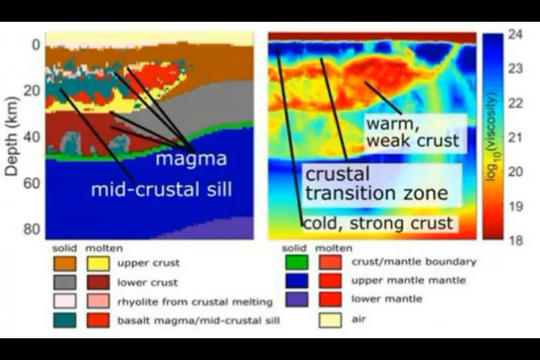 0
20
40
60
80
Depth (km)
magma
mid-crustal sill
warm,
weak crust
crustal
transition zone
cold, strong crust
24
23
22
21
20
19
18
log10(viscosity)
solid molten
upper crust
lower crust
rhyolite from crustal melting
basalt magma/mid-crustal sill
solid molten
crust/mantle boundary
upper mantle mantle
lower mantle
air